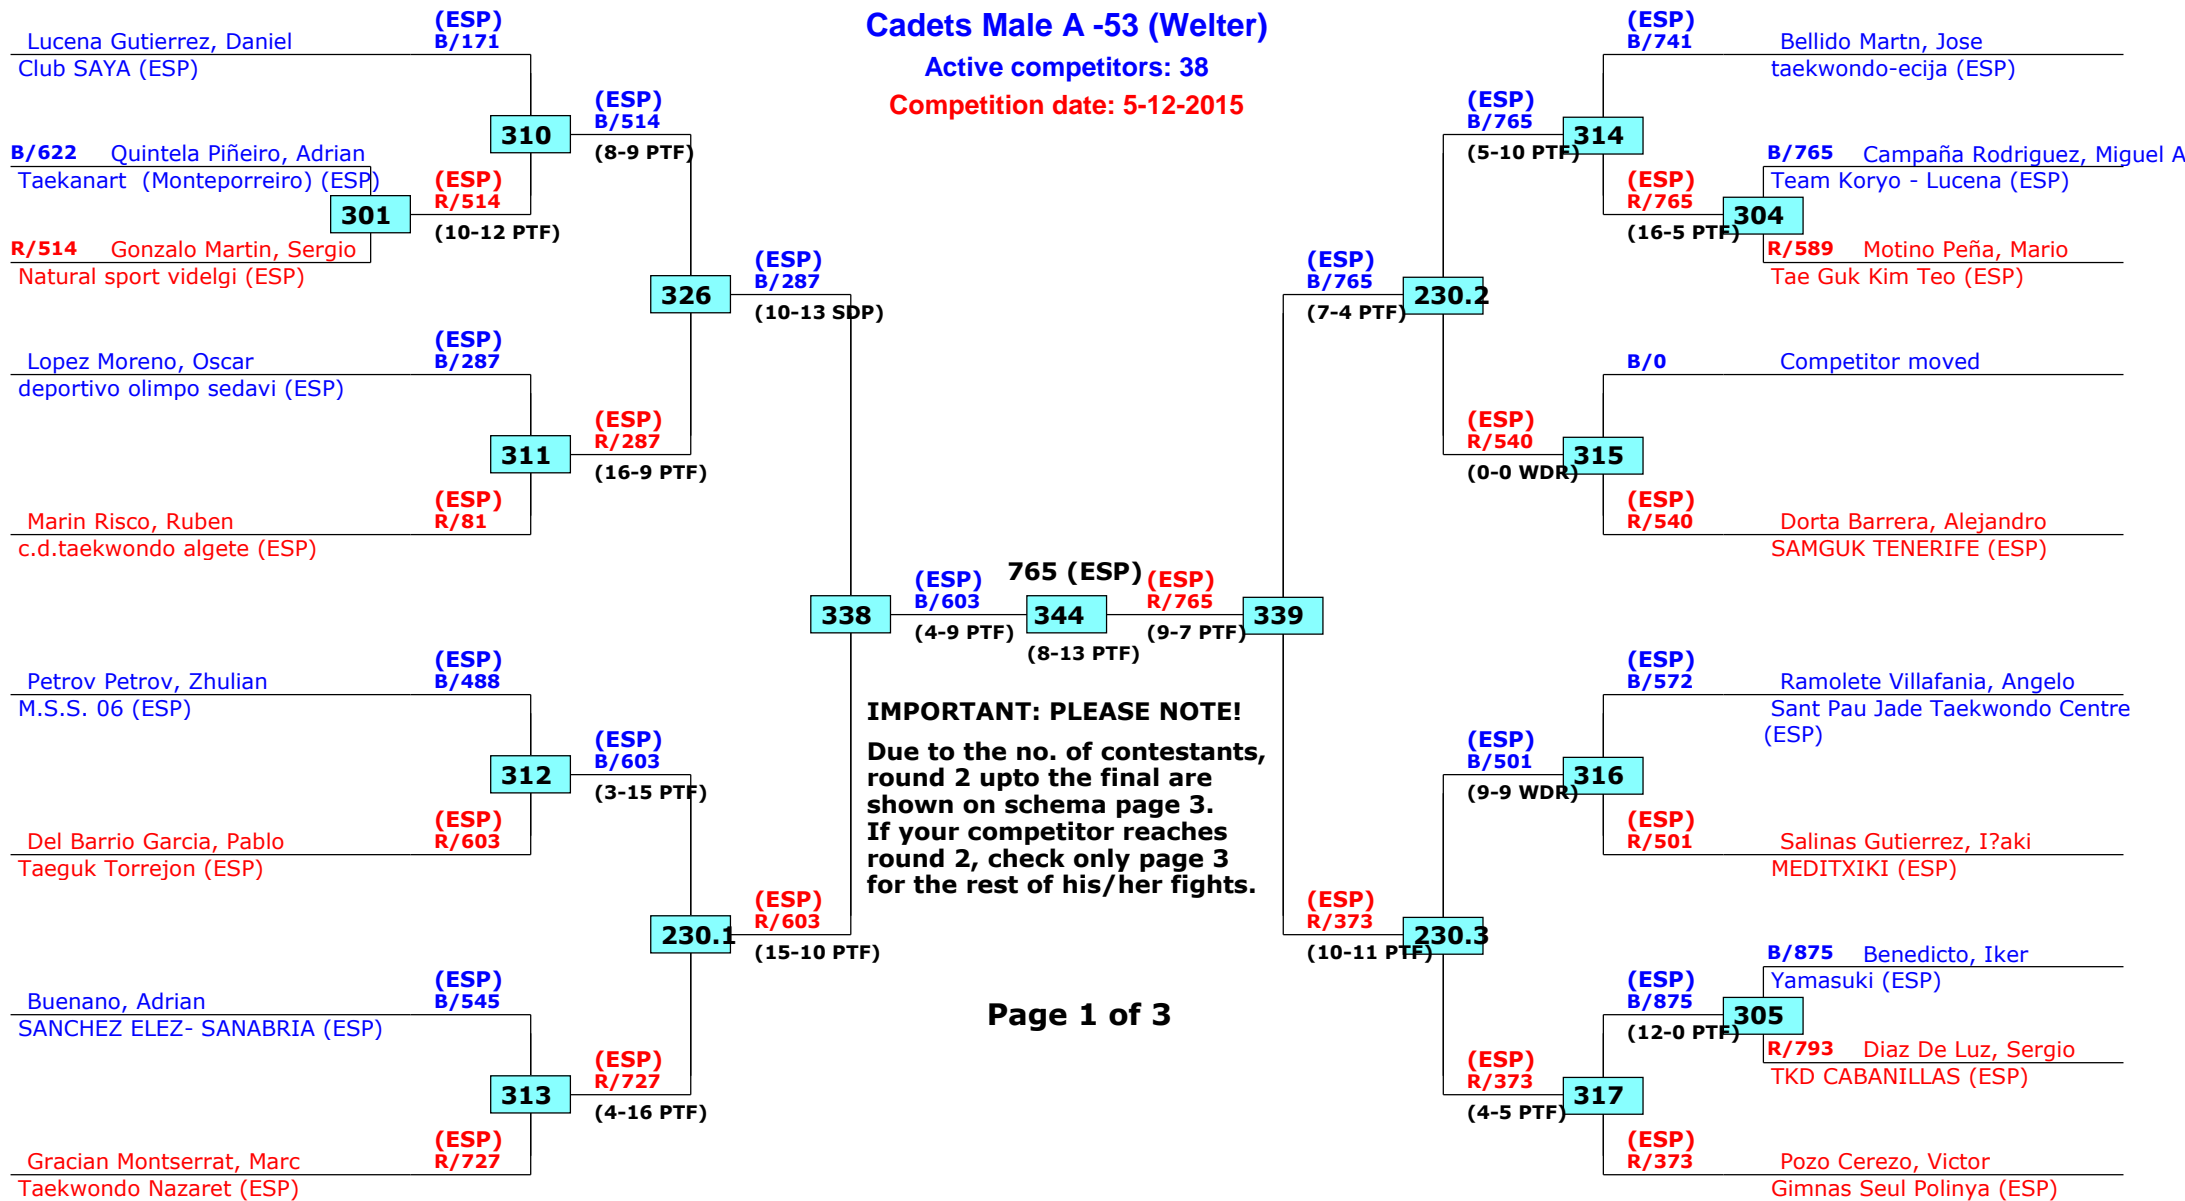 Cadets Male A -53 (Welter)
Active competitors: 38
Competition date: 5-12-2015
(ESP)
Lucena Gutierrez, Daniel B/171
Club SAYA (ESP)
(ESP)
310 B/514
(8-9 PTF)
B/622 Quintela Piñeiro, Adrian
Taekanart (Monteporreiro) (ESP)
(ESP)
301 R/514
(10-12 PTF)
R/514 Gonzalo Martin, Sergio
Natural sport videlgi (ESP)
(ESP)
326 B/287
(10-13 SDP)
(ESP)
Lopez Moreno, Oscar B/287
deportivo olimpo sedavi (ESP)
(ESP)
311 R/287
(16-9 PTF)
(ESP)
Marin Risco, Ruben R/81
c.d.taekwondo algete (ESP)
338
(ESP)
B/603
(4-9 PTF)
765 (ESP)
344
(8-13 PTF)
(ESP)
R/765
(9-7 PTF)
339
(ESP)
Petrov Petrov, Zhulian B/488
M.S.S. 06 (ESP)
(ESP)
312 B/603
(3-15 PTF)
(ESP)
Del Barrio Garcia, Pablo R/603
Taeguk Torrejon (ESP)
(ESP)
230.1 R/603
(15-10 PTF)
(ESP)
Buenano, Adrian B/545
SANCHEZ ELEZ- SANABRIA (ESP)
(ESP)
313 R/727
(4-16 PTF)
(ESP)
Gracian Montserrat, Marc R/727
Taekwondo Nazaret (ESP)
IMPORTANT: PLEASE NOTE!
Due to the no. of contestants,
round 2 upto the final are
shown on schema page 3.
If your competitor reaches
round 2, check only page 3
for the rest of his/her fights.
Page 1 of 3
(ESP)
B/741 Bellido Martn, Jose
taekwondo-ecija (ESP)
(ESP)
B/765 314
(5-10 PTF)
B/765 Campaña Rodriguez, Miguel A
Team Koryo - Lucena (ESP)
(ESP)
R/765 304
(16-5 PTF)
R/589 Motino Peña, Mario
Tae Guk Kim Teo (ESP)
(ESP)
B/765 230.2
(7-4 PTF)
B/0 Competitor moved
(ESP)
R/540 315
(0-0 WDR)
(ESP)
R/540 Dorta Barrera, Alejandro
SAMGUK TENERIFE (ESP)
(ESP)
B/572 Ramolete Villafania, Angelo
Sant Pau Jade Taekwondo Centre
(ESP)
(ESP)
B/501 316
(9-9 WDR)
(ESP)
R/501 Salinas Gutierrez, I?aki
MEDITXIKI (ESP)
(ESP)
R/373 230.3
(10-11 PTF)
B/875 Benedicto, Iker
Yamasuki (ESP)
(ESP)
B/875 305
(12-0 PTF)
R/793 Diaz De Luz, Sergio
TKD CABANILLAS (ESP)
(ESP)
R/373 317
(4-5 PTF)
(ESP)
R/373 Pozo Cerezo, Victor
Gimnas Seul Polinya (ESP)